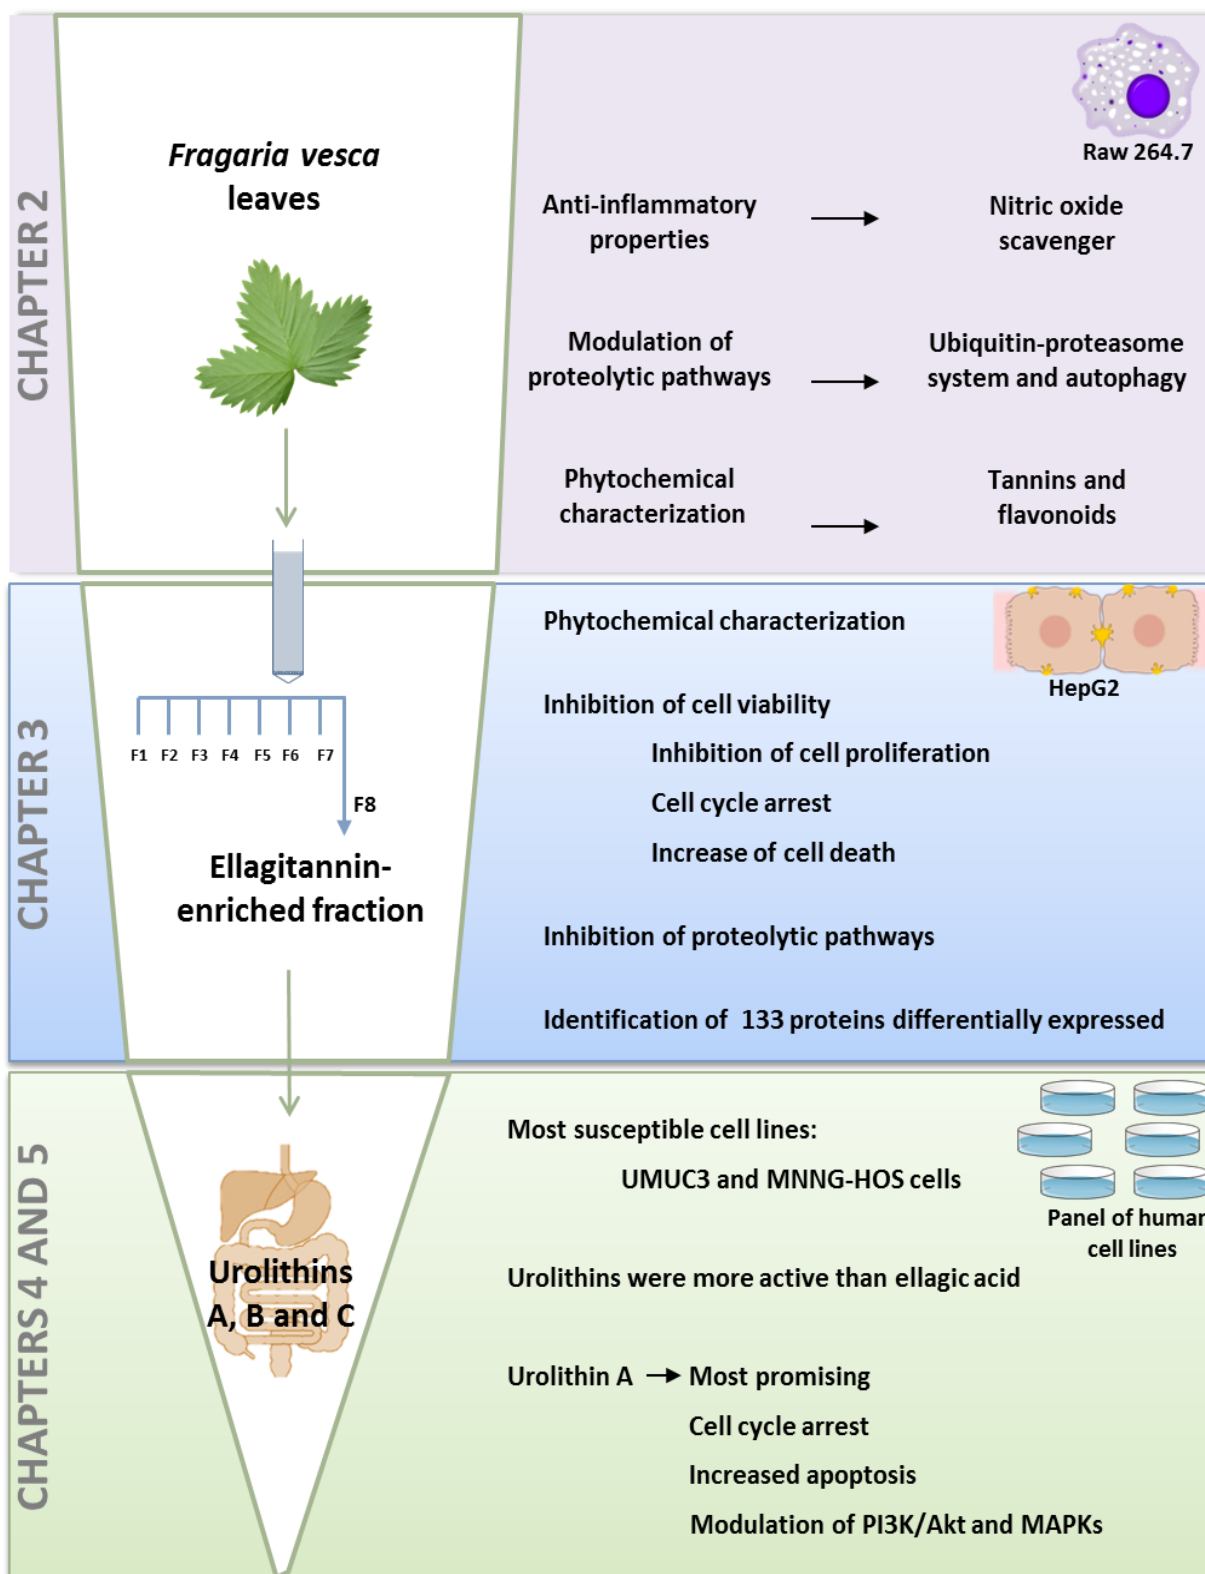 CHAPTER 2
Fragaria vesca
leaves
Raw 264.7
Anti-inflammatory
properties
Nitric oxide
scavenger
Modulation of
proteolytic pathways
Ubiquitin-proteasome
system and autophagy
Phytochemical
characterization
Tannins and
flavonoids
CHAPTER 3
F1 F2 F3 F4 F5 F6 F7
F8
Ellagitannin-
enriched fraction
Phytochemical characterization
HepG2
Inhibition of cell viability
Inhibition of cell proliferation
Cell cycle arrest
Increase of cell death
Inhibition of proteolytic pathways
Identification of 133 proteins differentially expressed
CHAPTERS 4 AND 5
Urolithins
A, B and C
Most susceptible cell lines:
UMUC3 and MNNG-HOS cells
Panel of human
cell lines
Urolithins were more active than ellagic acid
Urolithin A
Most promising
Cell cycle arrest
Increased apoptosis
Modulation of PI3K/Akt and MAPKs